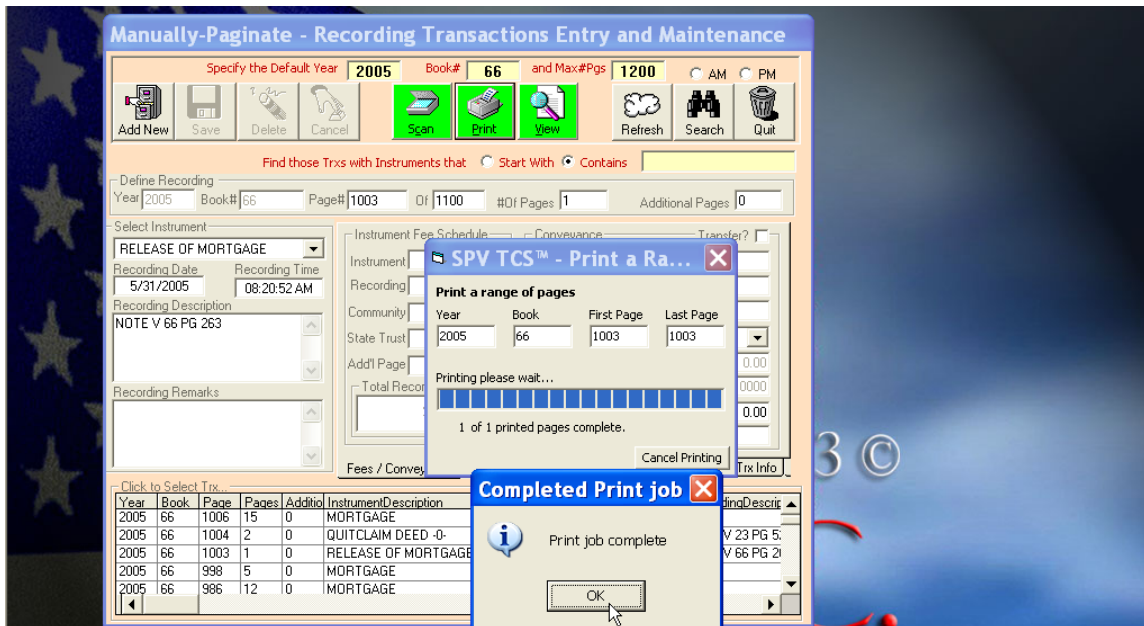 Manually-Paginate - Recording Transactions Entry and Maintenance
Specify the Default Year 2005 Book# 66 and Max#Pgs 1200 AM PM
Add New Save Delete Cancel Scan Print View Refresh Search Quit
Find those Trxs with Instruments that Start With Contains
Define Recording
Year 2005 Book# 66 Page# 1003 Of 1100 #Of Pages 1 Additional Pages 0
Select Instrument
RELEASE OF MORTGAGE
Recording Date Recording Time
5/31/2005 08:20:52 AM
Recording Description
NOTE V 66 PG 263
Recording Remarks
Instrument Fee Schedule Conveyance Transfer?
Instrument
Recording
Community
State Trust
Add'l Page 0.00
Total Recor 0000
0.00
Fees / Convey Trx Info
SPV TCS™ - Print a Ra...
Print a range of pages
Year Book First Page Last Page
2005 66 1003 1003
Printing please wait...
1 of 1 printed pages complete.
Cancel Printing
3 ©
Click to Select Trx...
Year Book Page Pages Additio InstrumentDescription dingDescrip
2005 66 1006 15 0 MORTGAGE
2005 66 1004 2 0 QUITCLAIM DEED -0- V 23 PG 5
2005 66 1003 1 0 RELEASE OF MORTGAGE V 66 PG 2
2005 66 998 5 0 MORTGAGE
2005 66 986 12 0 MORTGAGE
Completed Print job
Print job complete
OK